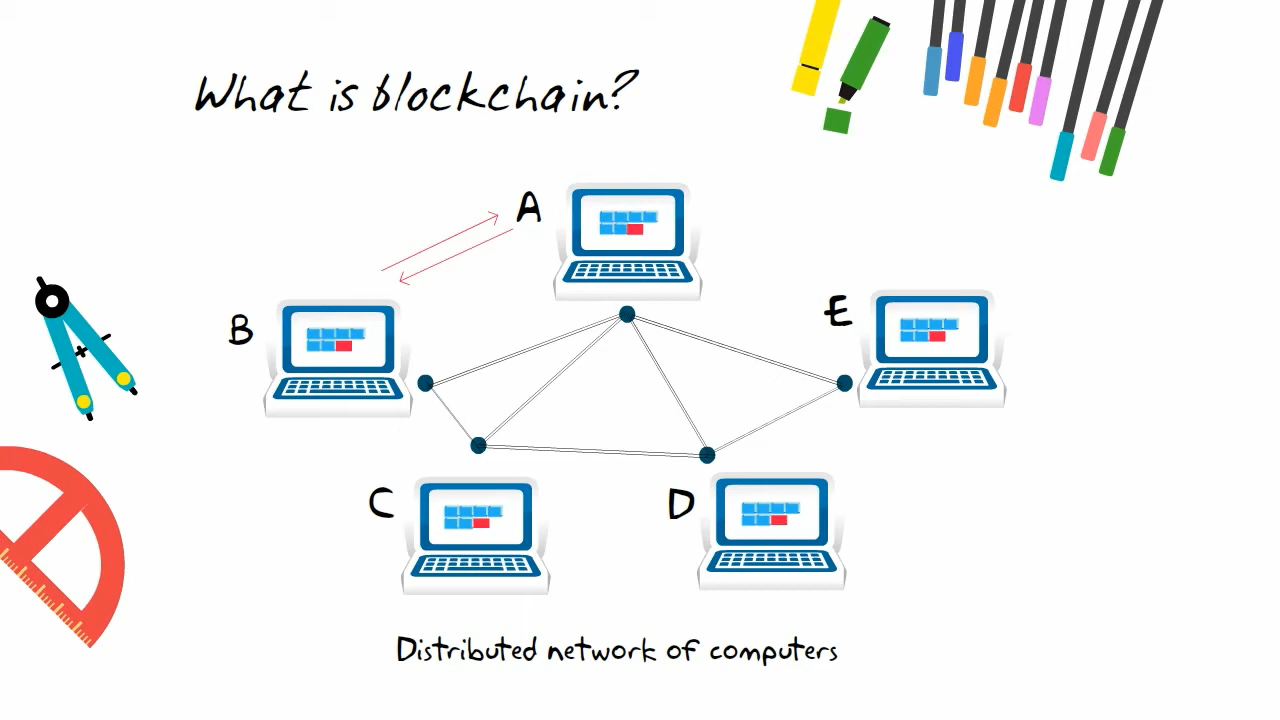 What is blockchain?
A
B
E
C
D
Distributed network of computers